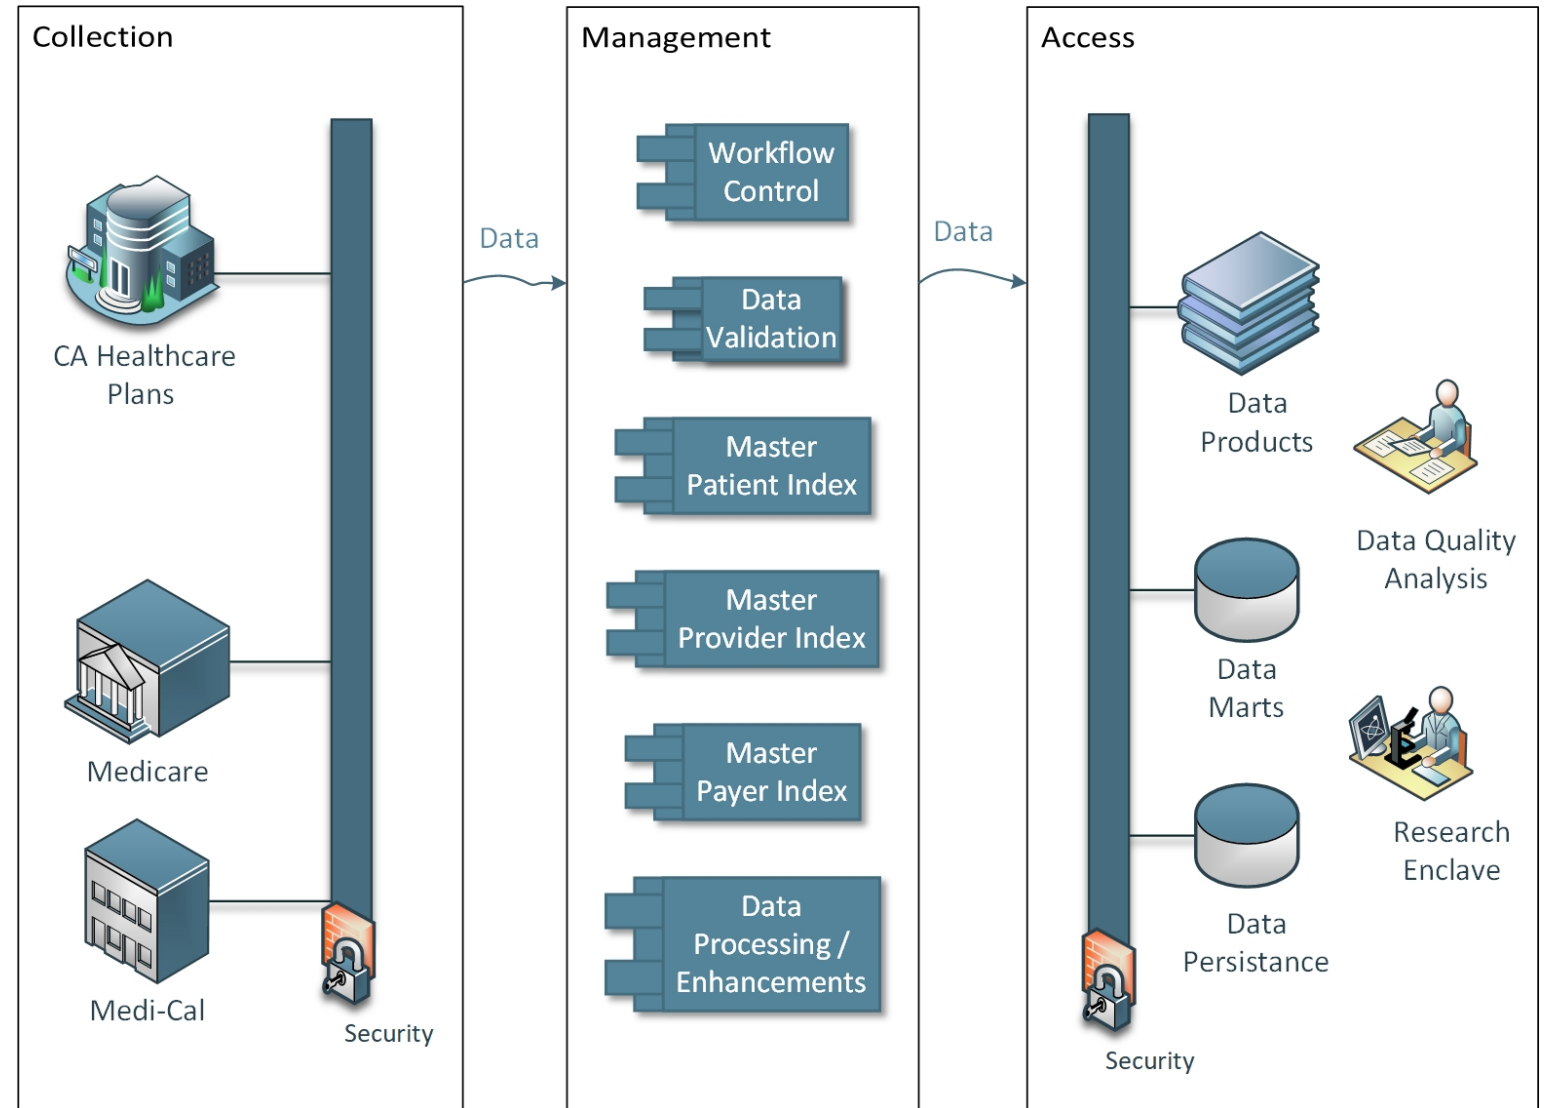 Collection
CA Healthcare
Plans
Medicare
Medi-Cal
Security
Data
Management
Workflow
Control
Data
Validation
Master
Patient Index
Master
Provider Index
Master
Payer Index
Data
Processing /
Enhancements
Data
Access
Data
Products
Data Quality
Analysis
Data
Marts
Research
Enclave
Data
Persistance
Security